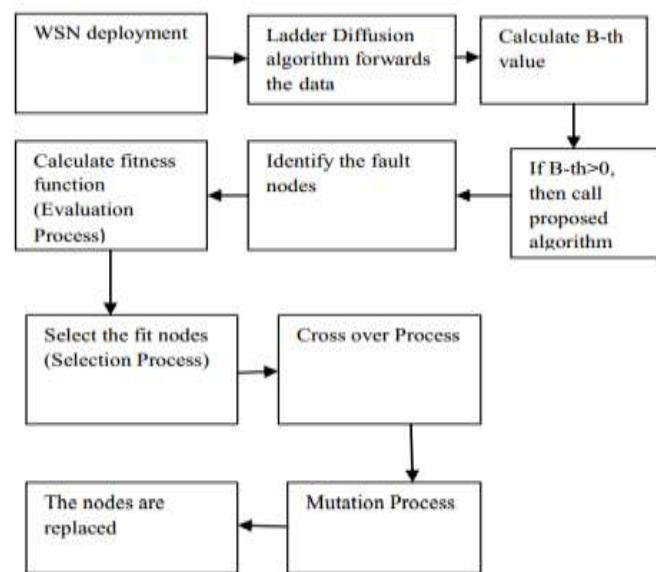 WSN deployment
Ladder Diffusion
algorithm forwards
the data
Calculate B-th
value
If B-th>0,
then call
proposed
algorithm
Identify the fault
nodes
Calculate fitness
function
(Evaluation
Process)
Select the fit nodes
(Selection Process)
Cross over Process
Mutation Process
The nodes are
replaced